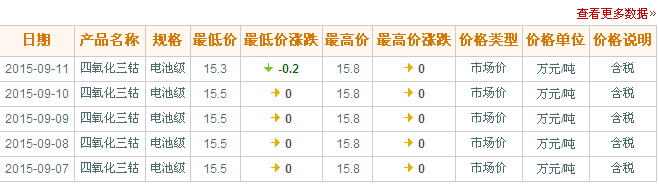 查看更多数据»
日期 产品名称 规格 最低价 最低价涨跌 最高价 最高价涨跌 价格类型 价格单位 价格说明
2015-09-11 四氧化三钴 电池级 15.3 -0.2 15.8 0 市场价 万元/吨 含税
2015-09-10 四氧化三钴 电池级 15.5 0 15.8 0 市场价 万元/吨 含税
2015-09-09 四氧化三钴 电池级 15.5 0 15.8 0 市场价 万元/吨 含税
2015-09-08 四氧化三钴 电池级 15.5 0 15.8 0 市场价 万元/吨 含税
2015-09-07 四氧化三钴 电池级 15.5 0 15.8 0 市场价 万元/吨 含税